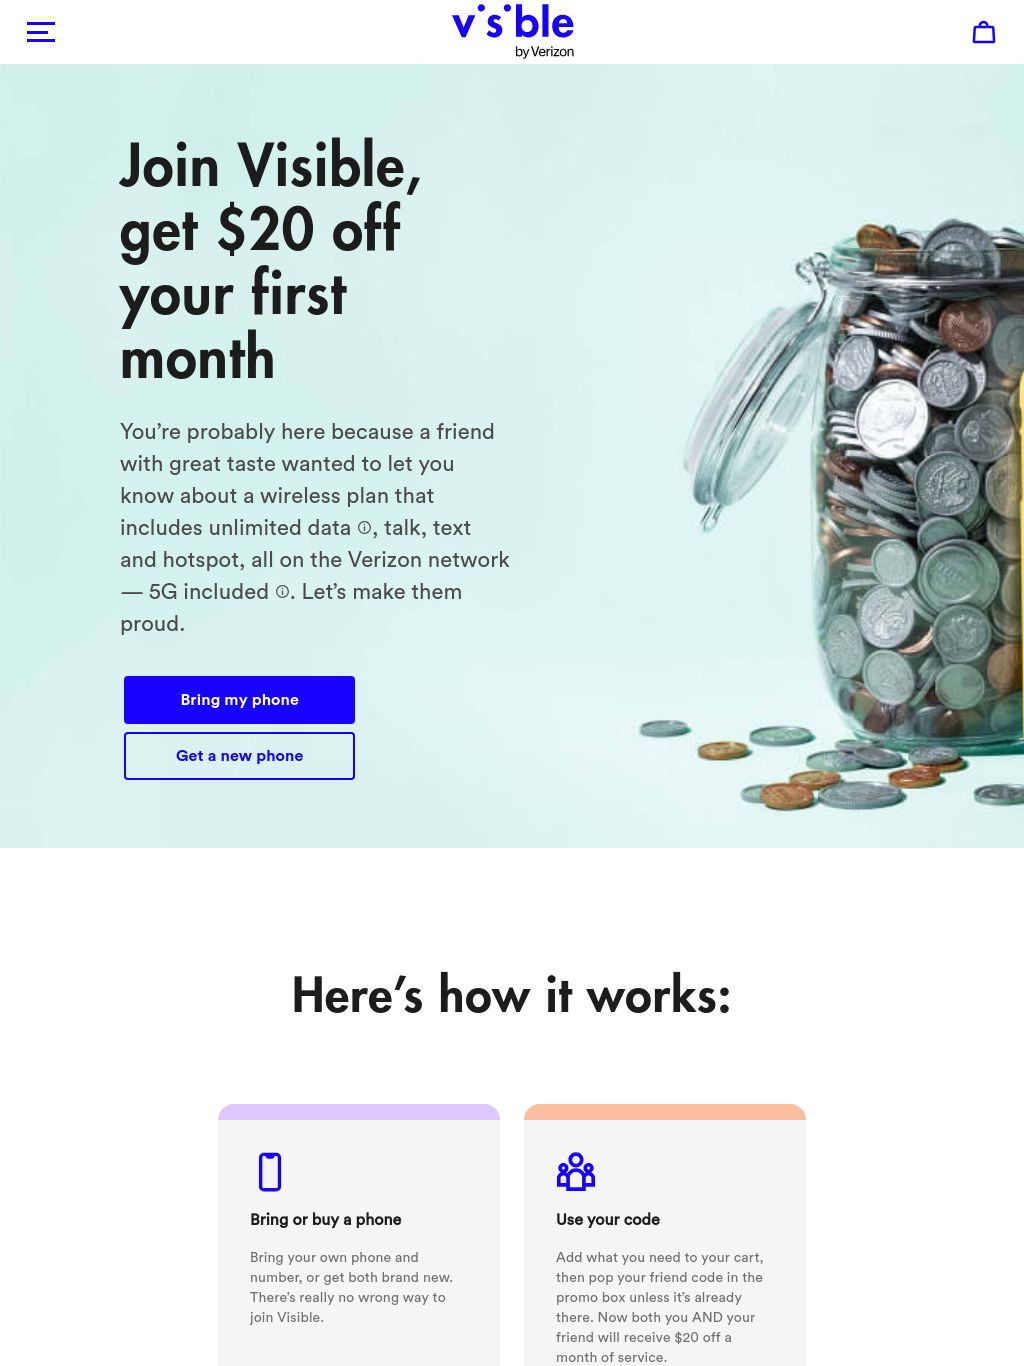 visible
by Verizon
Join Visible,
get $20 off
your first
month
You’re probably here because a friend
with great taste wanted to let you
know about a wireless plan that
includes unlimited data ⓘ, talk, text
and hotspot, all on the Verizon network
— 5G included ⓘ. Let’s make them
proud.
Bring my phone
Get a new phone
Here’s how it works:
Bring or buy a phone
Bring your own phone and
number, or get both brand new.
There’s really no wrong way to
join Visible.
Use your code
Add what you need to your cart,
then pop your friend code in the
promo box unless it’s already
there. Now both you AND your
friend will receive $20 off a
month of service.